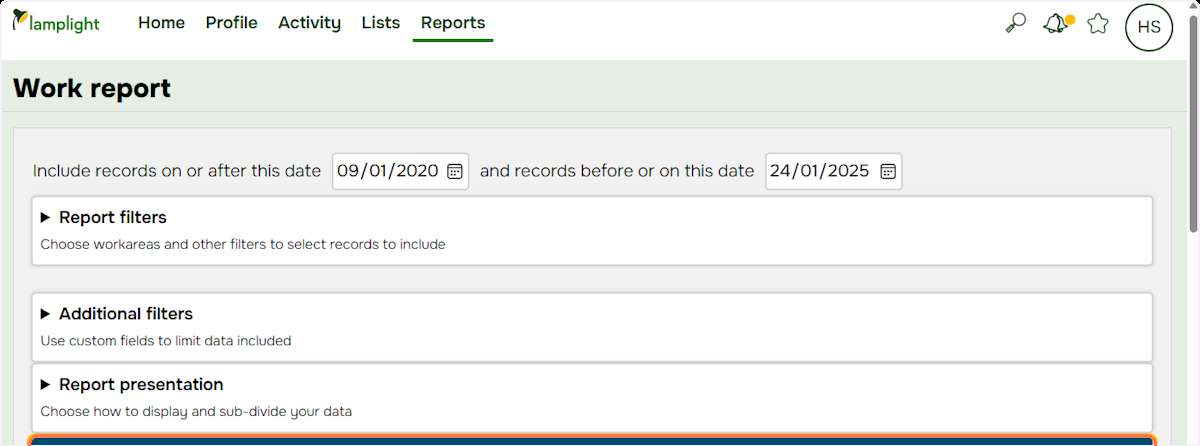 lamplight Home Profile Activity Lists Reports HS
Work report
Include records on or after this date 09/01/2020 and records before or on this date 24/01/2025
Report filters
Choose workareas and other filters to select records to include
Additional filters
Use custom fields to limit data included
Report presentation
Choose how to display and sub-divide your data